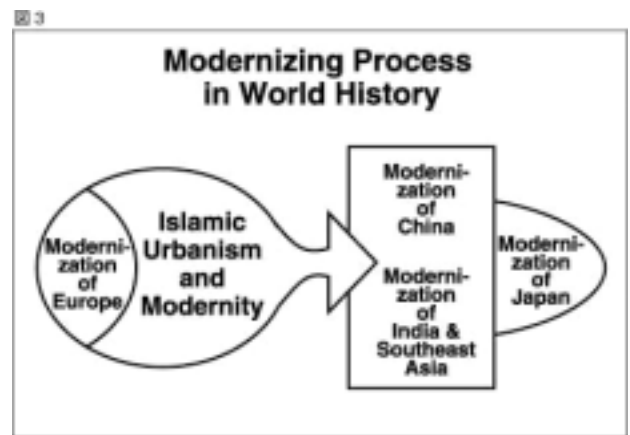 図 3
Modernizing Process
in World History
Moderni-
zation
of
Europe
Islamic
Urbanism
and
Modernity
Moderni-
zation
of
China
Moderni-
zation
of
India &
Southeast
Asia
Moderni-
zation
of
Japan